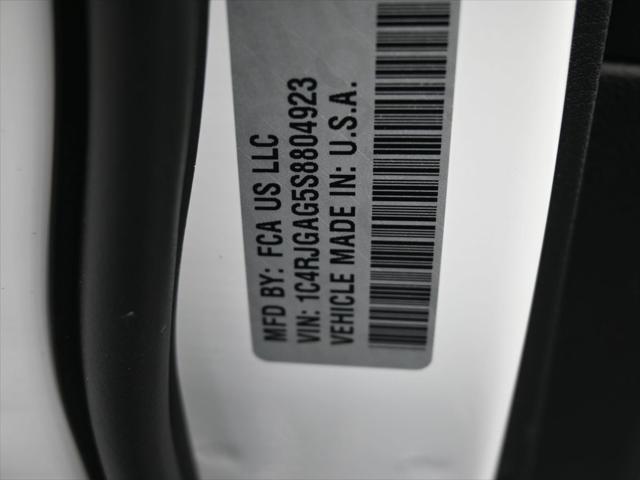 MFD BY: FCA US LLC
VIN: 1C4RJGAG5S8804923
VEHICLE MADE IN: U.S.A.